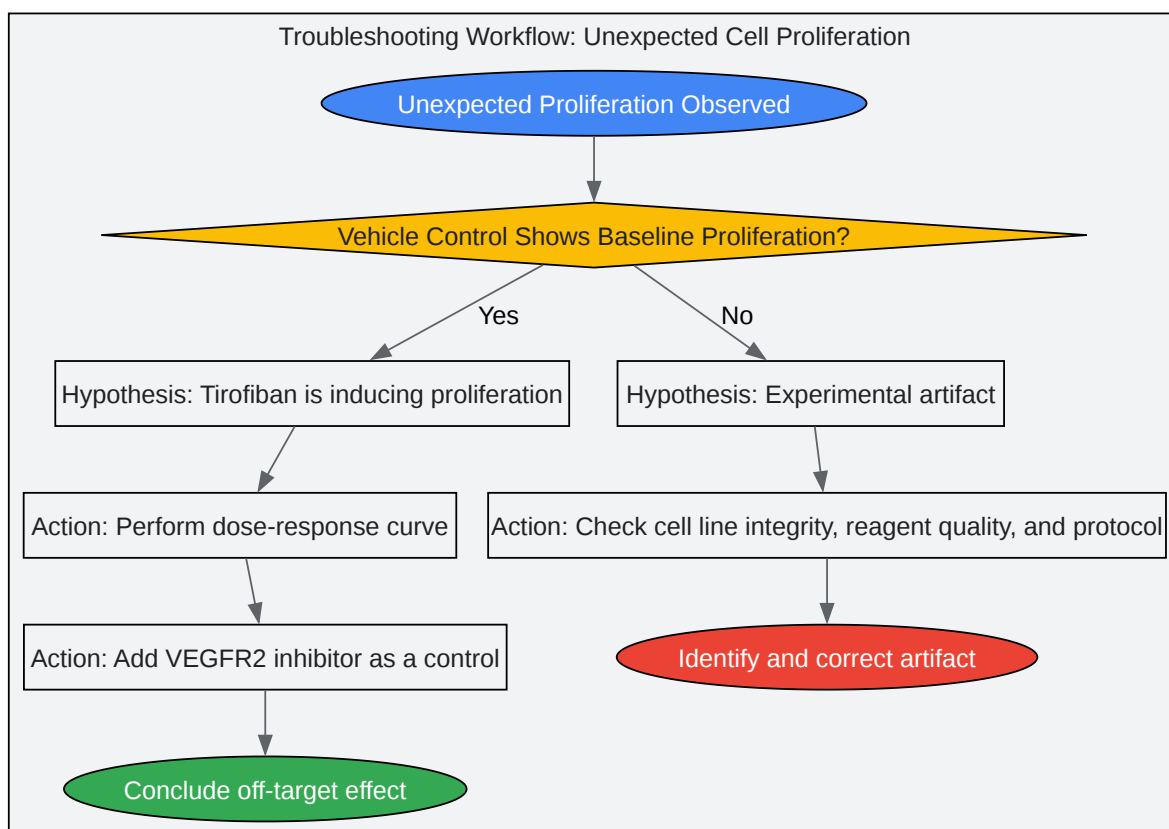 Troubleshooting Workflow: Unexpected Cell Proliferation
Unexpected Proliferation Observed
Vehicle Control Shows Baseline Proliferation?
Yes
No
Hypothesis: Tirofiban is inducing proliferation
Hypothesis: Experimental artifact
Action: Perform dose-response curve
Action: Check cell line integrity, reagent quality, and protocol
Action: Add VEGFR2 inhibitor as a control
Identify and correct artifact
Conclude off-target effect